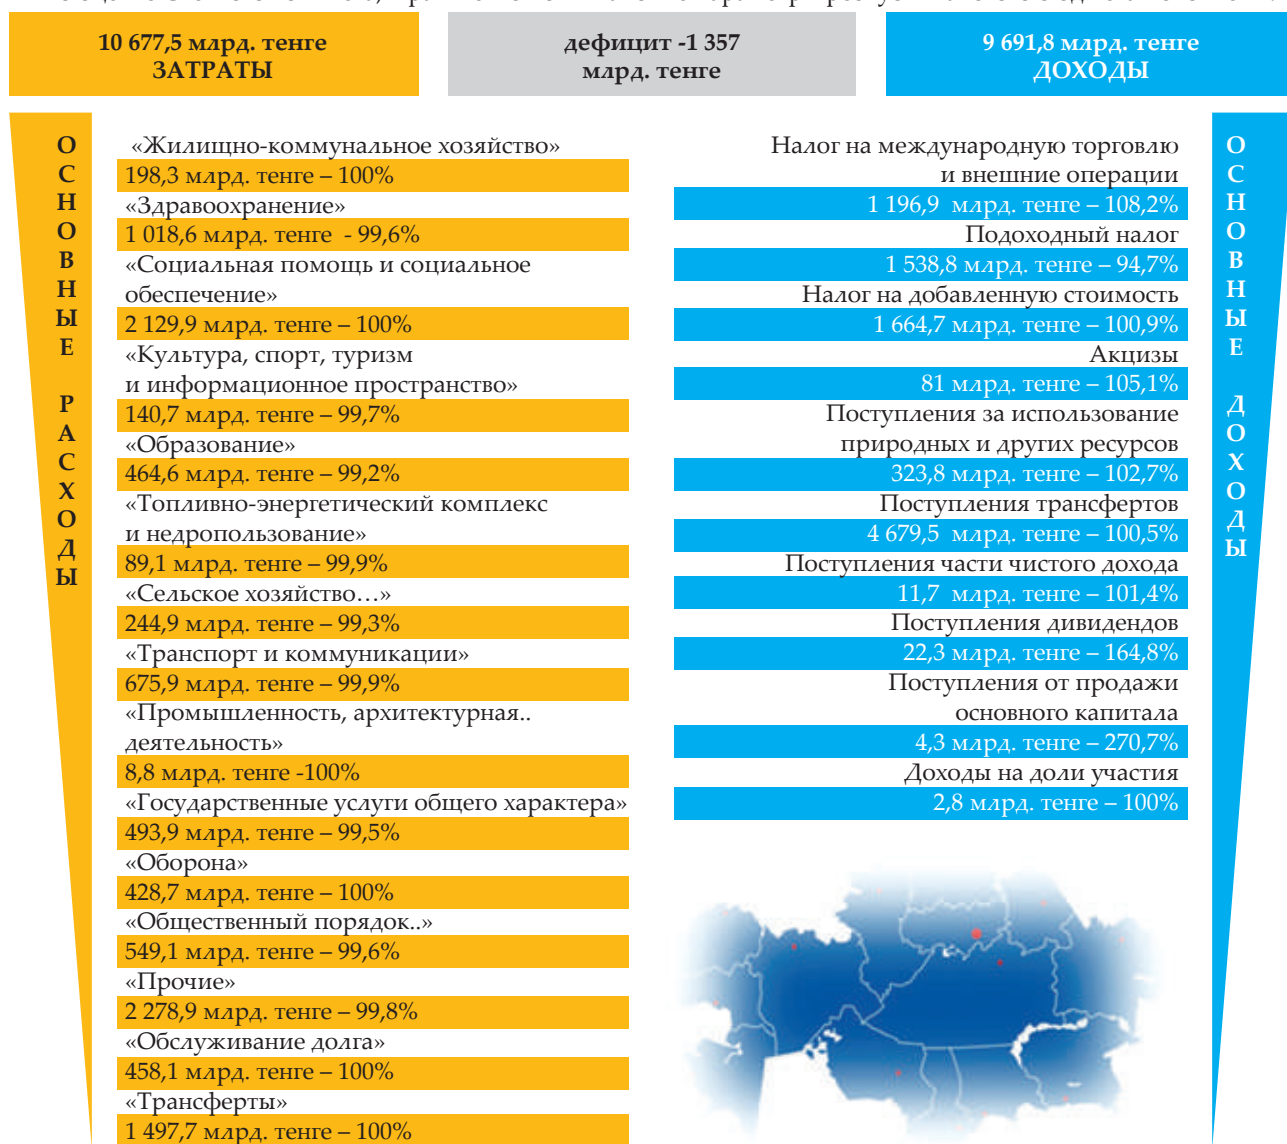 10 677,5 млрд. тенге
ЗАТРАТЫ
дефицит -1 357
млрд. тенге
9 691,8 млрд. тенге
ДОХОДЫ
ОСНОВНЫЕ РАСХОДЫ
«Жилищно-коммунальное хозяйство»
198,3 млрд. тенге – 100%
«Здравоохранение»
1 018,6 млрд. тенге - 99,6%
«Социальная помощь и социальное
обеспечение»
2 129,9 млрд. тенге – 100%
«Культура, спорт, туризм
и информационное пространство»
140,7 млрд. тенге – 99,7%
«Образование»
464,6 млрд. тенге – 99,2%
«Топливно-энергетический комплекс
и недропользование»
89,1 млрд. тенге – 99,9%
«Сельское хозяйство…»
244,9 млрд. тенге – 99,3%
«Транспорт и коммуникации»
675,9 млрд. тенге – 99,9%
«Промышленность, архитектурная..
деятельность»
8,8 млрд. тенге -100%
«Государственные услуги общего характера»
493,9 млрд. тенге – 99,5%
«Оборона»
428,7 млрд. тенге – 100%
«Общественный порядок..»
549,1 млрд. тенге – 99,6%
«Прочие»
2 278,9 млрд. тенге – 99,8%
«Обслуживание долга»
458,1 млрд. тенге – 100%
«Трансферты»
1 497,7 млрд. тенге – 100%
Налог на международную торговлю
и внешние операции
1 196,9 млрд. тенге – 108,2%
Подоходный налог
1 538,8 млрд. тенге – 94,7%
Налог на добавленную стоимость
1 664,7 млрд. тенге – 100,9%
Акцизы
81 млрд. тенге – 105,1%
Поступления за использование
природных и других ресурсов
323,8 млрд. тенге – 102,7%
Поступления трансфертов
4 679,5 млрд. тенге – 100,5%
Поступления части чистого дохода
11,7 млрд. тенге – 101,4%
Поступления дивидендов
22,3 млрд. тенге – 164,8%
Поступления от продажи
основного капитала
4,3 млрд. тенге – 270,7%
Доходы на доли участия
2,8 млрд. тенге – 100%
ОСНОВНЫЕ ДОХОДЫ